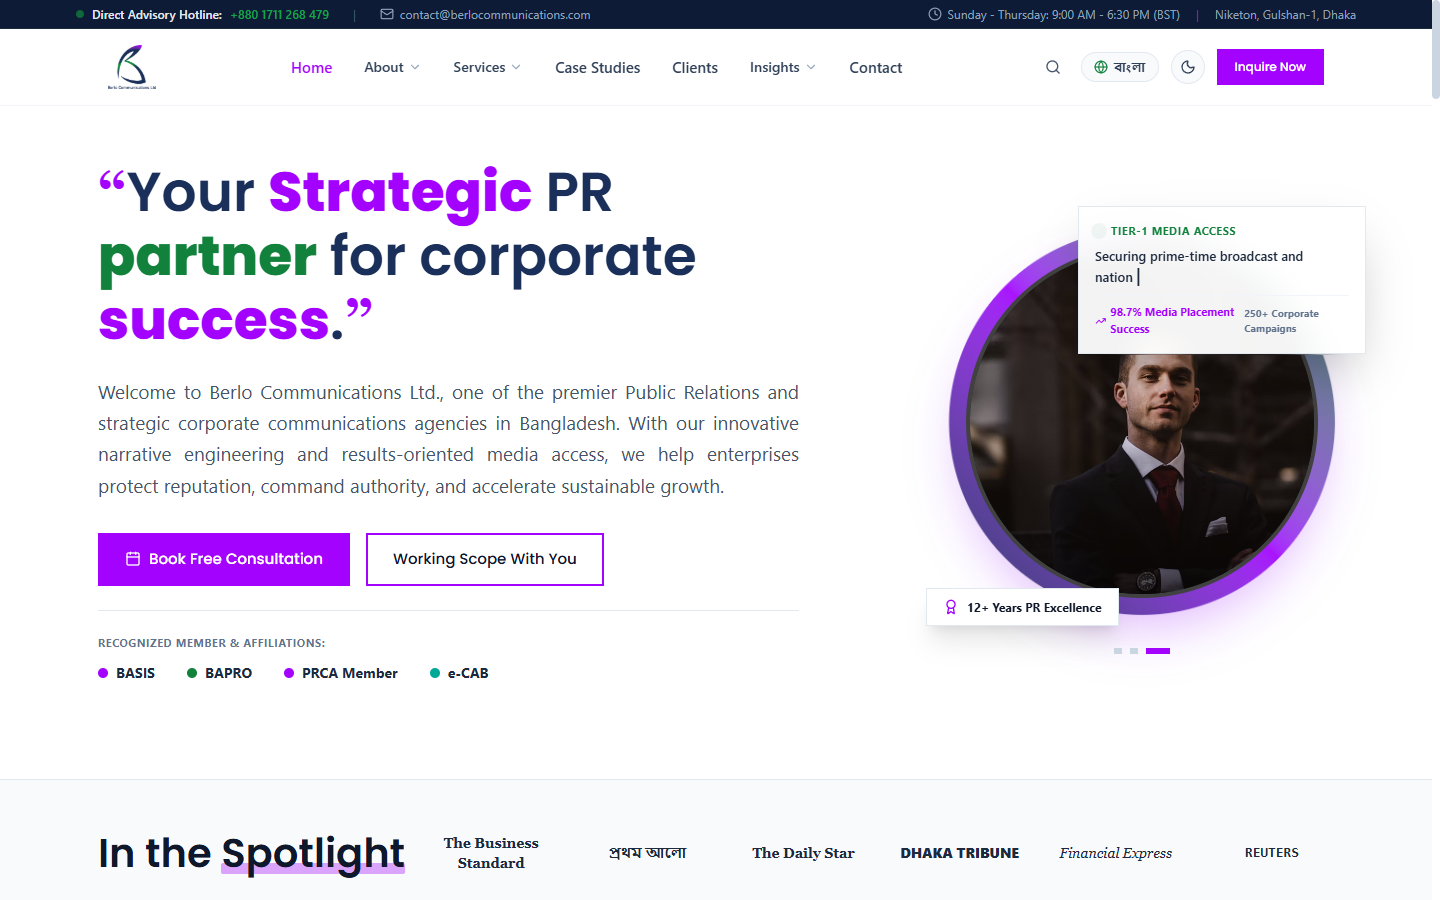 Direct Advisory Hotline: +880 1711 268 479 | contact@berlocommunications.com
Sunday - Thursday: 9:00 AM - 6:30 PM (BST) | Niketon, Gulshan-1, Dhaka
Berlo Communications Ltd
Home About Services Case Studies Clients Insights Contact
বাংলা
Inquire Now
“Your Strategic PR
partner for corporate
success.”
Welcome to Berlo Communications Ltd., one of the premier Public Relations and
strategic corporate communications agencies in Bangladesh. With our innovative
narrative engineering and results-oriented media access, we help enterprises
protect reputation, command authority, and accelerate sustainable growth.
Book Free Consultation
Working Scope With You
RECOGNIZED MEMBER & AFFILIATIONS:
BASIS BAPRO PRCA Member e-CAB
TIER-1 MEDIA ACCESS
Securing prime-time broadcast and
nation
98.7% Media Placement
Success
250+ Corporate
Campaigns
12+ Years PR Excellence
In the Spotlight
The Business
Standard
প্রথম আলো
The Daily Star
DHAKA TRIBUNE
Financial Express
REUTERS